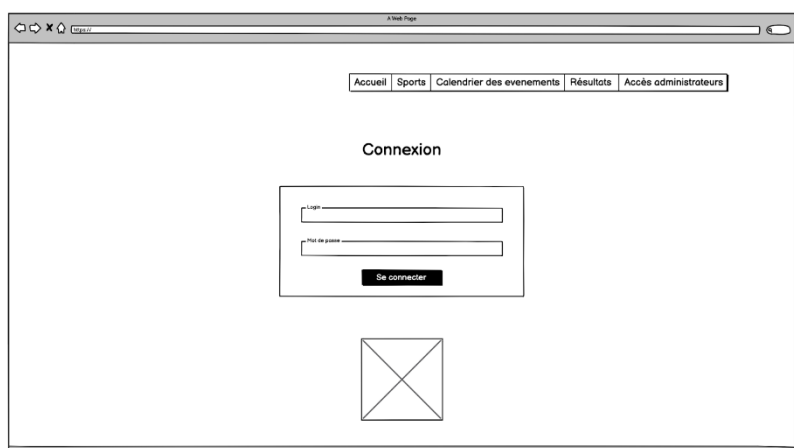 A Web Page
https://
Accueil Sports Calendrier des evenements Résultats Accès administrateurs
Connexion
Login
Mot de passe
Se connecter